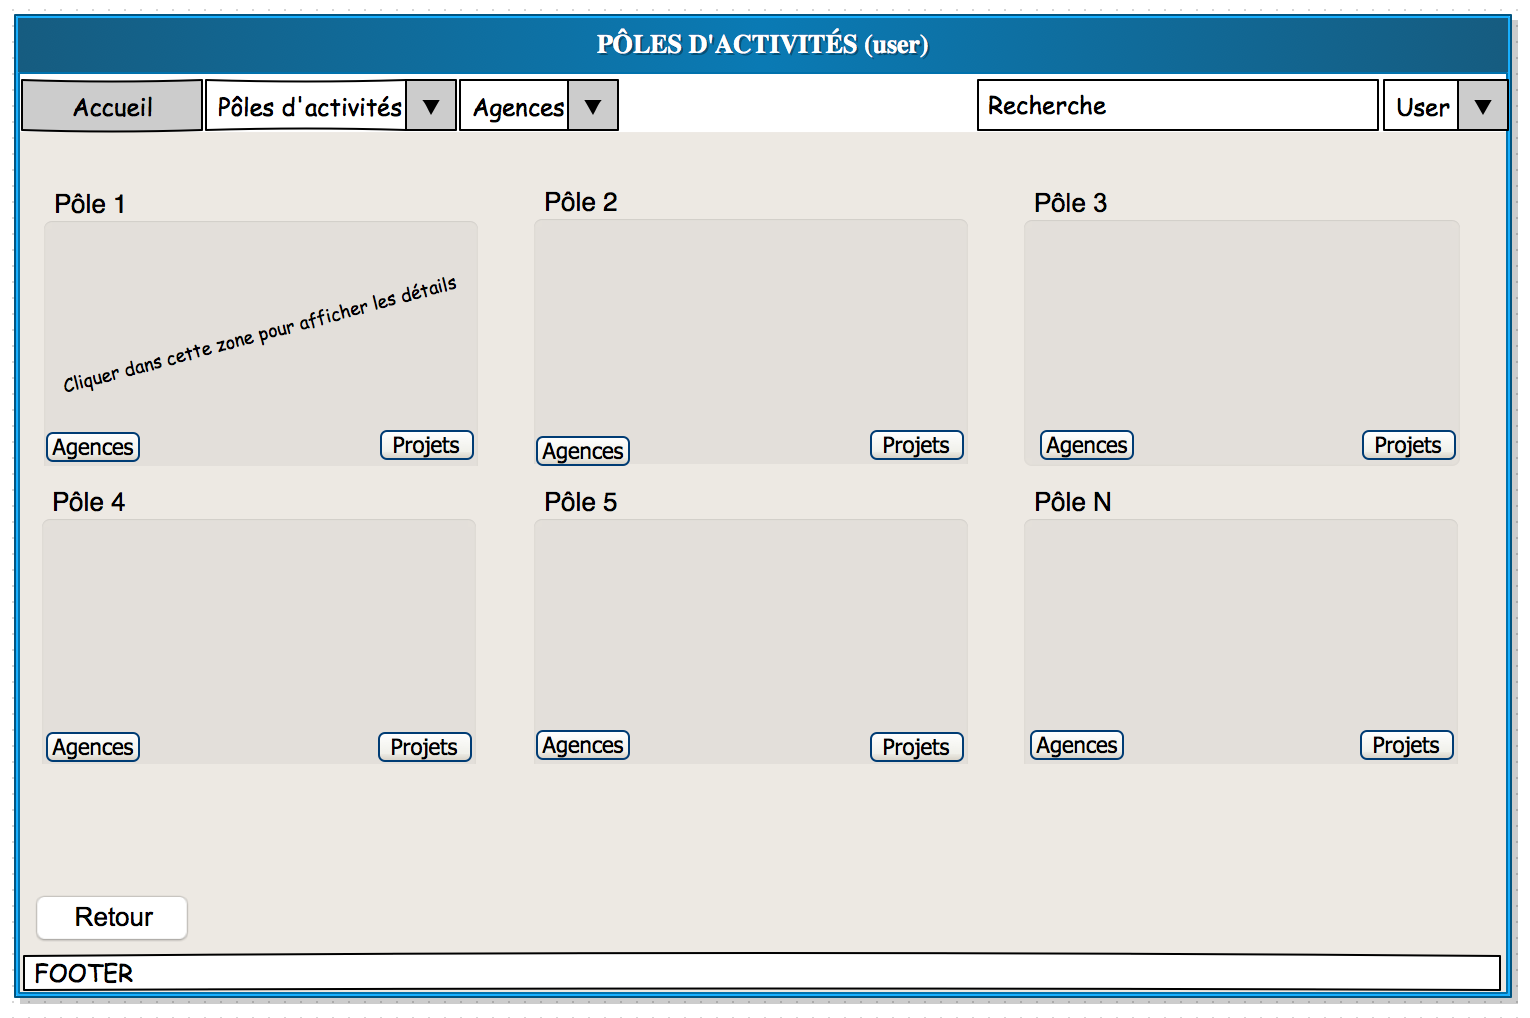 PÔLES D'ACTIVITÉS (user)
Accueil
Pôles d'activités ▼
Agences ▼
Recherche
User ▼
Pôle 1
Pôle 2
Pôle 3
Cliquer dans cette zone pour afficher les détails
Agences
Projets
Agences
Projets
Agences
Projets
Pôle 4
Pôle 5
Pôle N
Agences
Projets
Agences
Projets
Agences
Projets
Retour
FOOTER